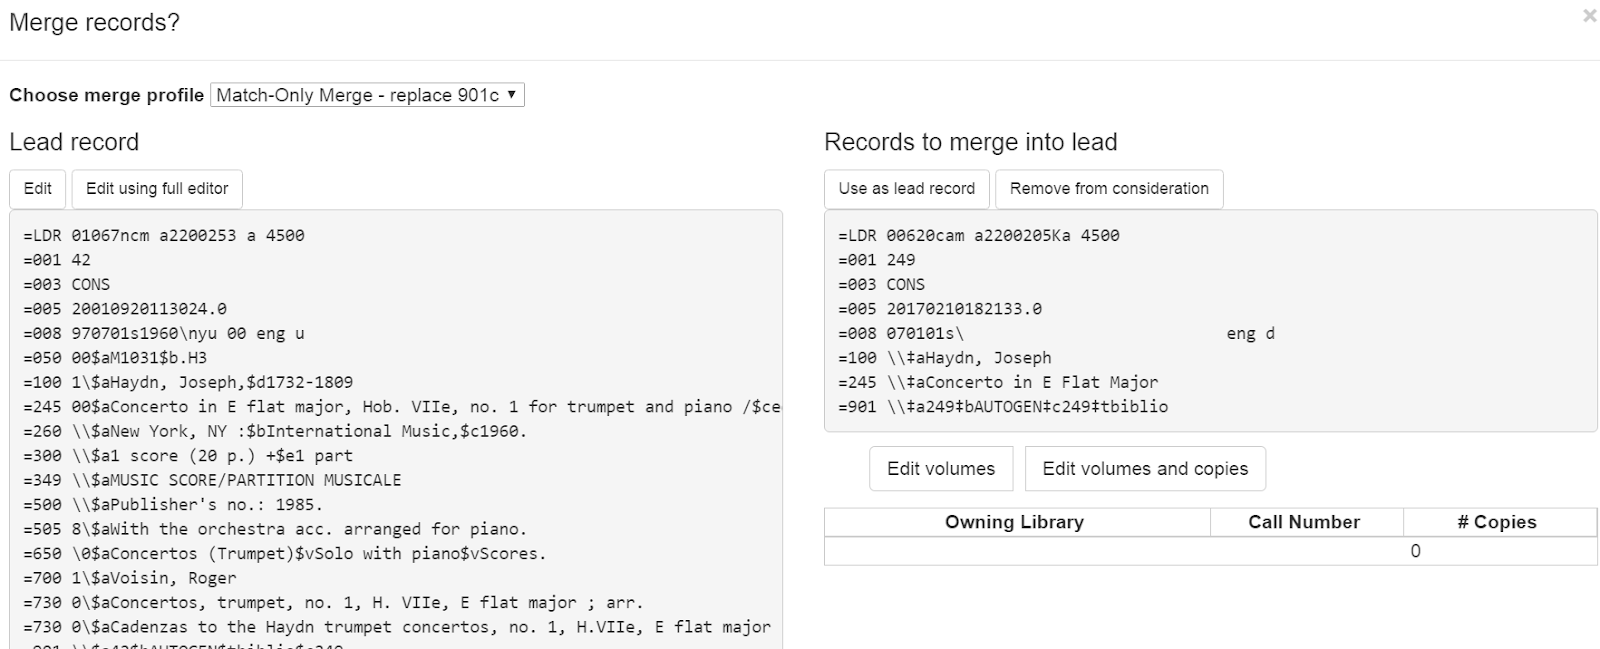 Merge records?
×
Choose merge profile Match-Only Merge - replace 901c ▼
Lead record
Edit
Edit using full editor
=LDR 01067ncm a2200253 a 4500
=001 42
=003 CONS
=005 20010920113024.0
=008 970701s1960\nyu 00 eng u
=050 00$aM1031$b.H3
=100 1\$aHaydn, Joseph,$d1732-1809
=245 00$aConcerto in E flat major, Hob. VIIe, no. 1 for trumpet and piano /$ce
=260 \\$aNew York, NY :$bInternational Music,$c1960.
=300 \\$a1 score (20 p.) +$e1 part
=349 \\$aMUSIC SCORE/PARTITION MUSICALE
=500 \\$aPublisher's no.: 1985.
=505 8\$aWith the orchestra acc. arranged for piano.
=650 \0$aConcertos (Trumpet)$vSolo with piano$vScores.
=700 1\$aVoisin, Roger
=730 0\$aConcertos, trumpet, no. 1, H. VIIe, E flat major ; arr.
=730 0\$aCadenzas to the Haydn trumpet concertos, no. 1, H.VIIe, E flat major
Records to merge into lead
Use as lead record
Remove from consideration
=LDR 00620cam a2200205Ka 4500
=001 249
=003 CONS
=005 20170210182133.0
=008 070101s\ eng d
=100 \\‡aHaydn, Joseph
=245 \\‡aConcerto in E Flat Major
=901 \\‡a249‡bAUTOGEN‡c249‡tbiblio
Edit volumes
Edit volumes and copies
Owning Library Call Number # Copies
0